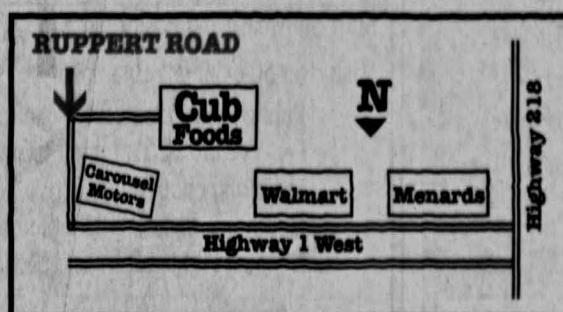 RUPPERT ROAD
Cub
Foods
N
Carousel
Motors
Walmart
Menards
Highway 218
Highway 1 West